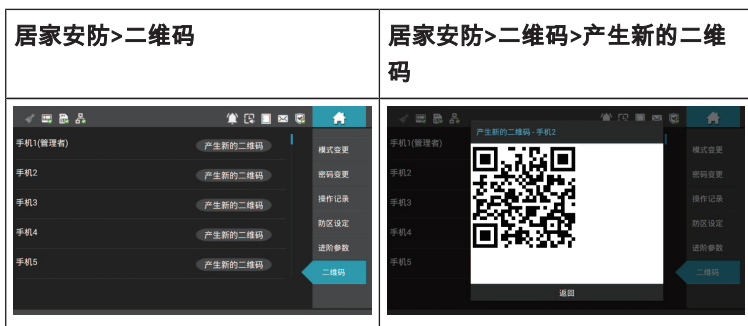 居家安防>二维码
居家安防>二维码>产生新的二维
码
手机1(管理者)
产生新的二维码
手机2
产生新的二维码
手机3
产生新的二维码
手机4
产生新的二维码
手机5
产生新的二维码
模式变更
密码变更
操作记录
防区设定
进阶参数
二维码
产生新的二维码 - 手机2
手机1(管理者)
手机2
手机3
手机4
手机5
返回
模式变更
密码变更
操作记录
防区设定
进阶参数
二维码